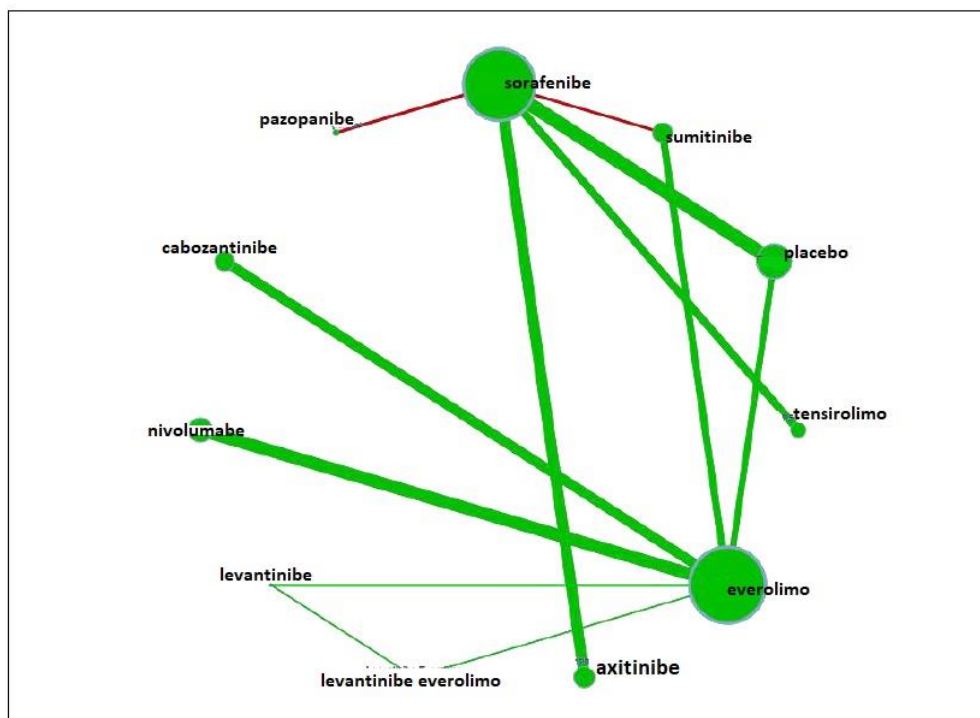 sorafenibe
pazopanibe
sumitinibe
cabozantinibe
placebo
tensirolimo
nivolumabe
levantinibe
everolimo
axitinibe
levantinibe everolimo